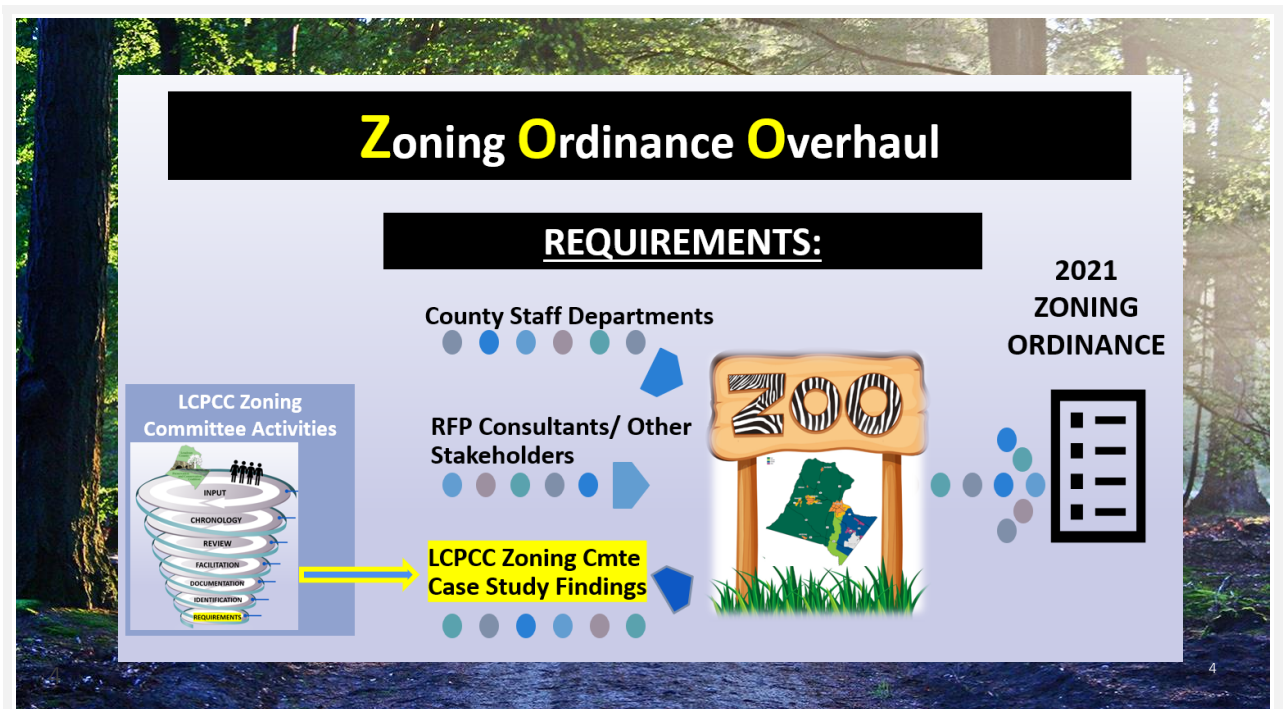 Zoning Ordinance Overhaul
REQUIREMENTS:
2021
ZONING
ORDINANCE
County Staff Departments
LCPCC Zoning
Committee Activities
INPUT
CHRONOLOGY
REVIEW
FACILITATION
DOCUMENTATION
IDENTIFICATION
REQUIREMENTS
RFP Consultants/ Other
Stakeholders
LCPCC Zoning Cmte
Case Study Findings
ZOO
4
4